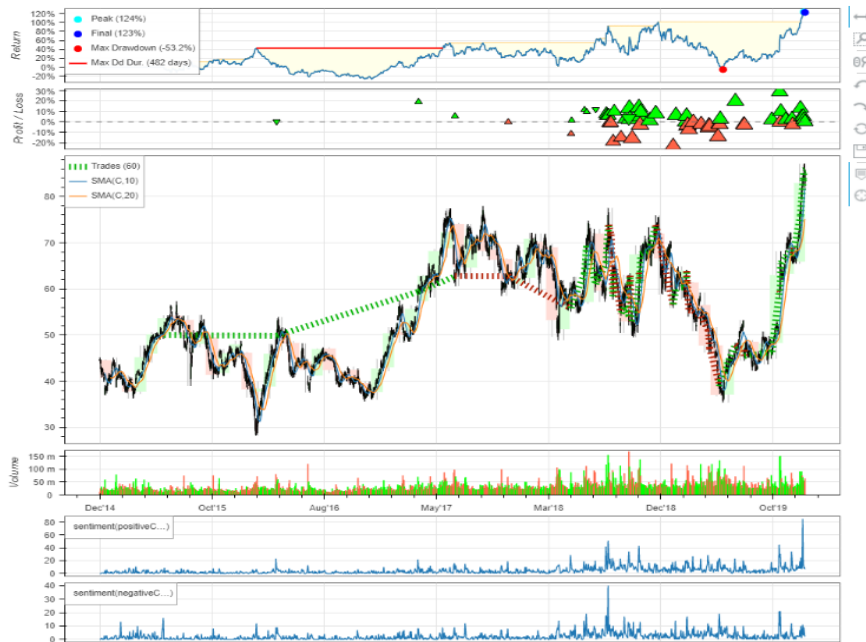 Return
120%
100%
80%
60%
40%
20%
0%
-20%
Peak (124%)
Final (123%)
Max Drawdown (-53.2%)
Max Dd Dur. (482 days)
Profit / Loss
30%
20%
10%
0%
-10%
-20%
Trades (60)
SMA(C,10)
SMA(C,20)
80
70
60
50
40
30
Volume
150 m
100 m
50 m
0
Dec'14
Oct'15
Aug'16
May'17
Mar'18
Dec'18
Oct'19
80
60
40
20
0
sentiment(positiveC...)
40
30
20
10
0
sentiment(negativeC...)